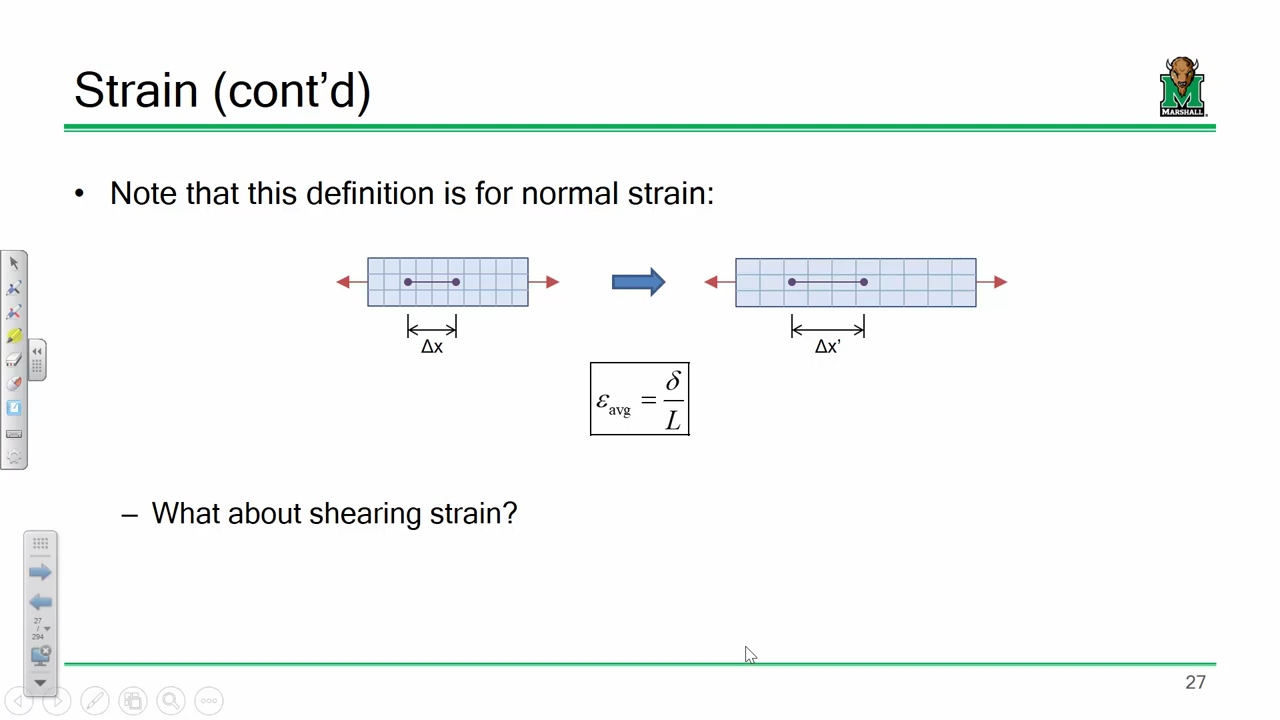 Strain (cont’d)
MARSHALL
• Note that this definition is for normal strain:
Δx
Δx’
ε avg = δ / L
– What about shearing strain?
27
/
294
27